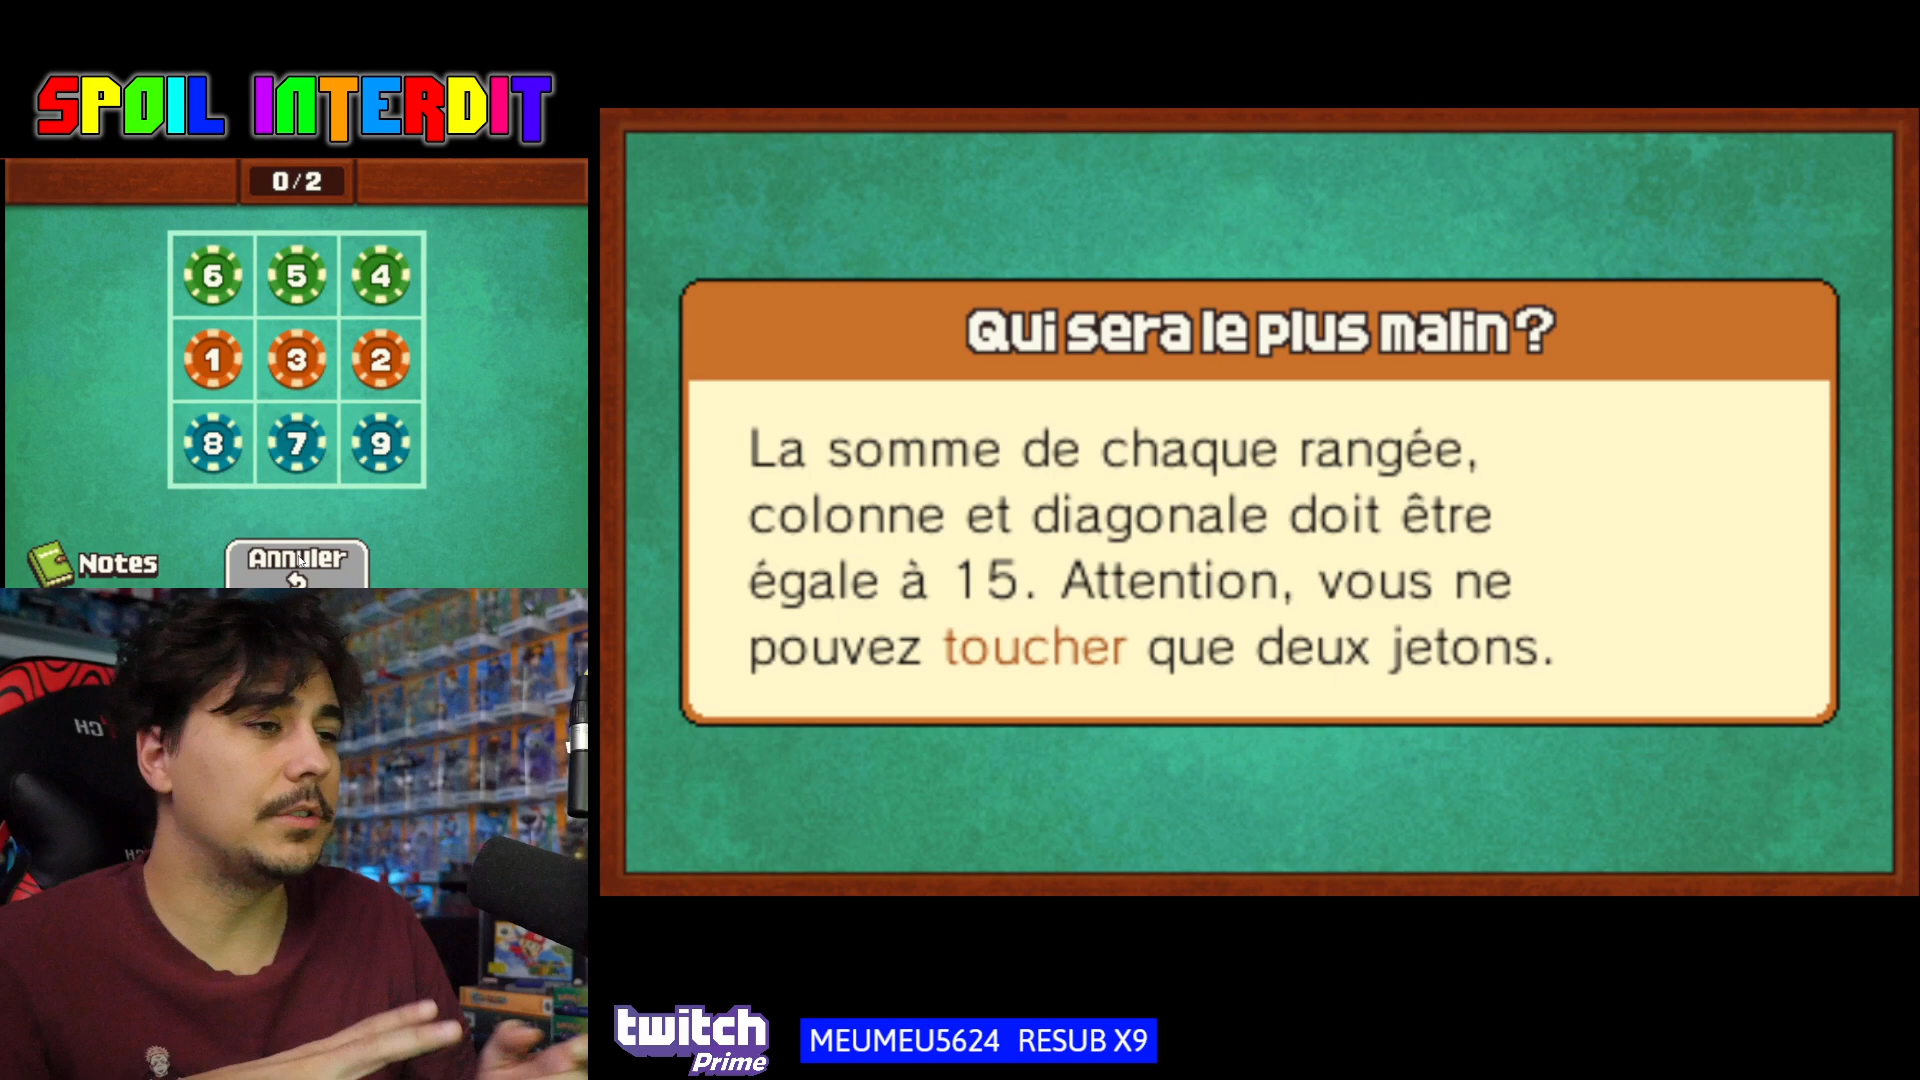 SPOIL INTERDIT
0/2
6 5 4
1 3 2
8 7 9
Notes
Annuler
Qui sera le plus malin ?
La somme de chaque rangée,
colonne et diagonale doit être
égale à 15. Attention, vous ne
pouvez toucher que deux jetons.
twitch
Prime
MEUMEU5624 RESUB X9